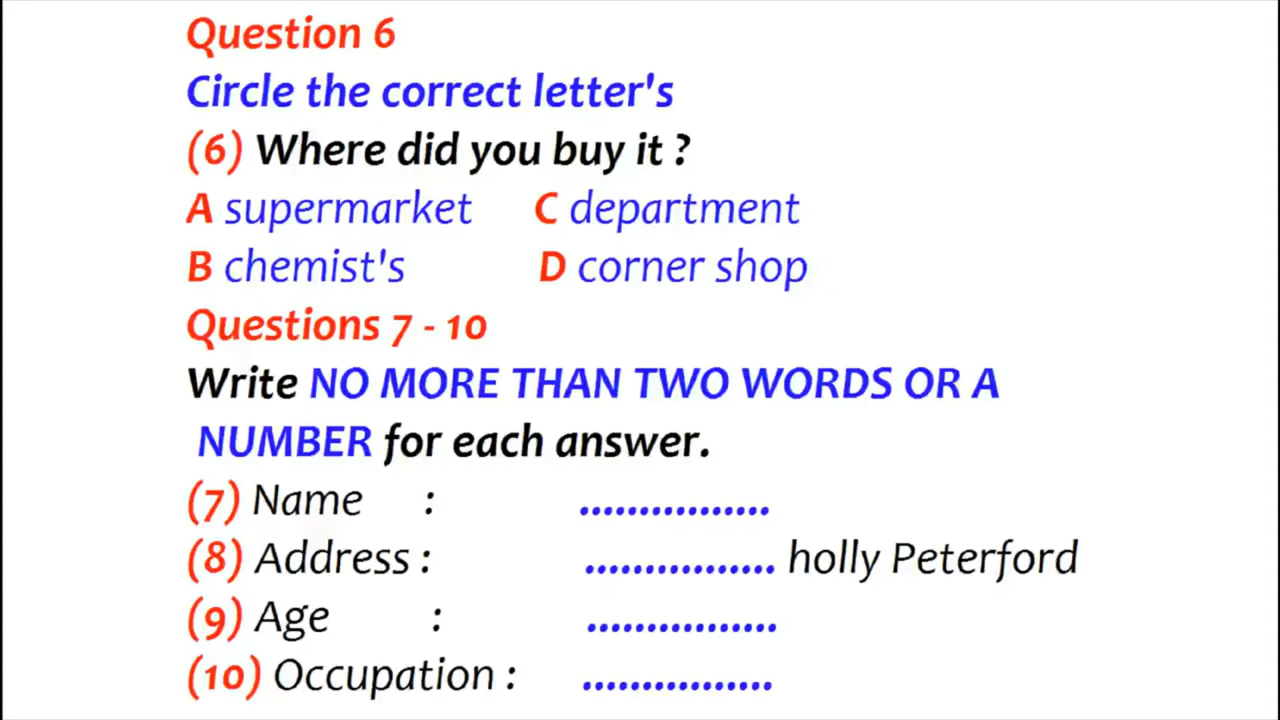 Question 6
Circle the correct letter's
(6) Where did you buy it ?
A supermarket C department
B chemist's D corner shop
Questions 7 - 10
Write NO MORE THAN TWO WORDS OR A
NUMBER for each answer.
(7) Name : ................
(8) Address : ................ holly Peterford
(9) Age : ................
(10) Occupation : ................